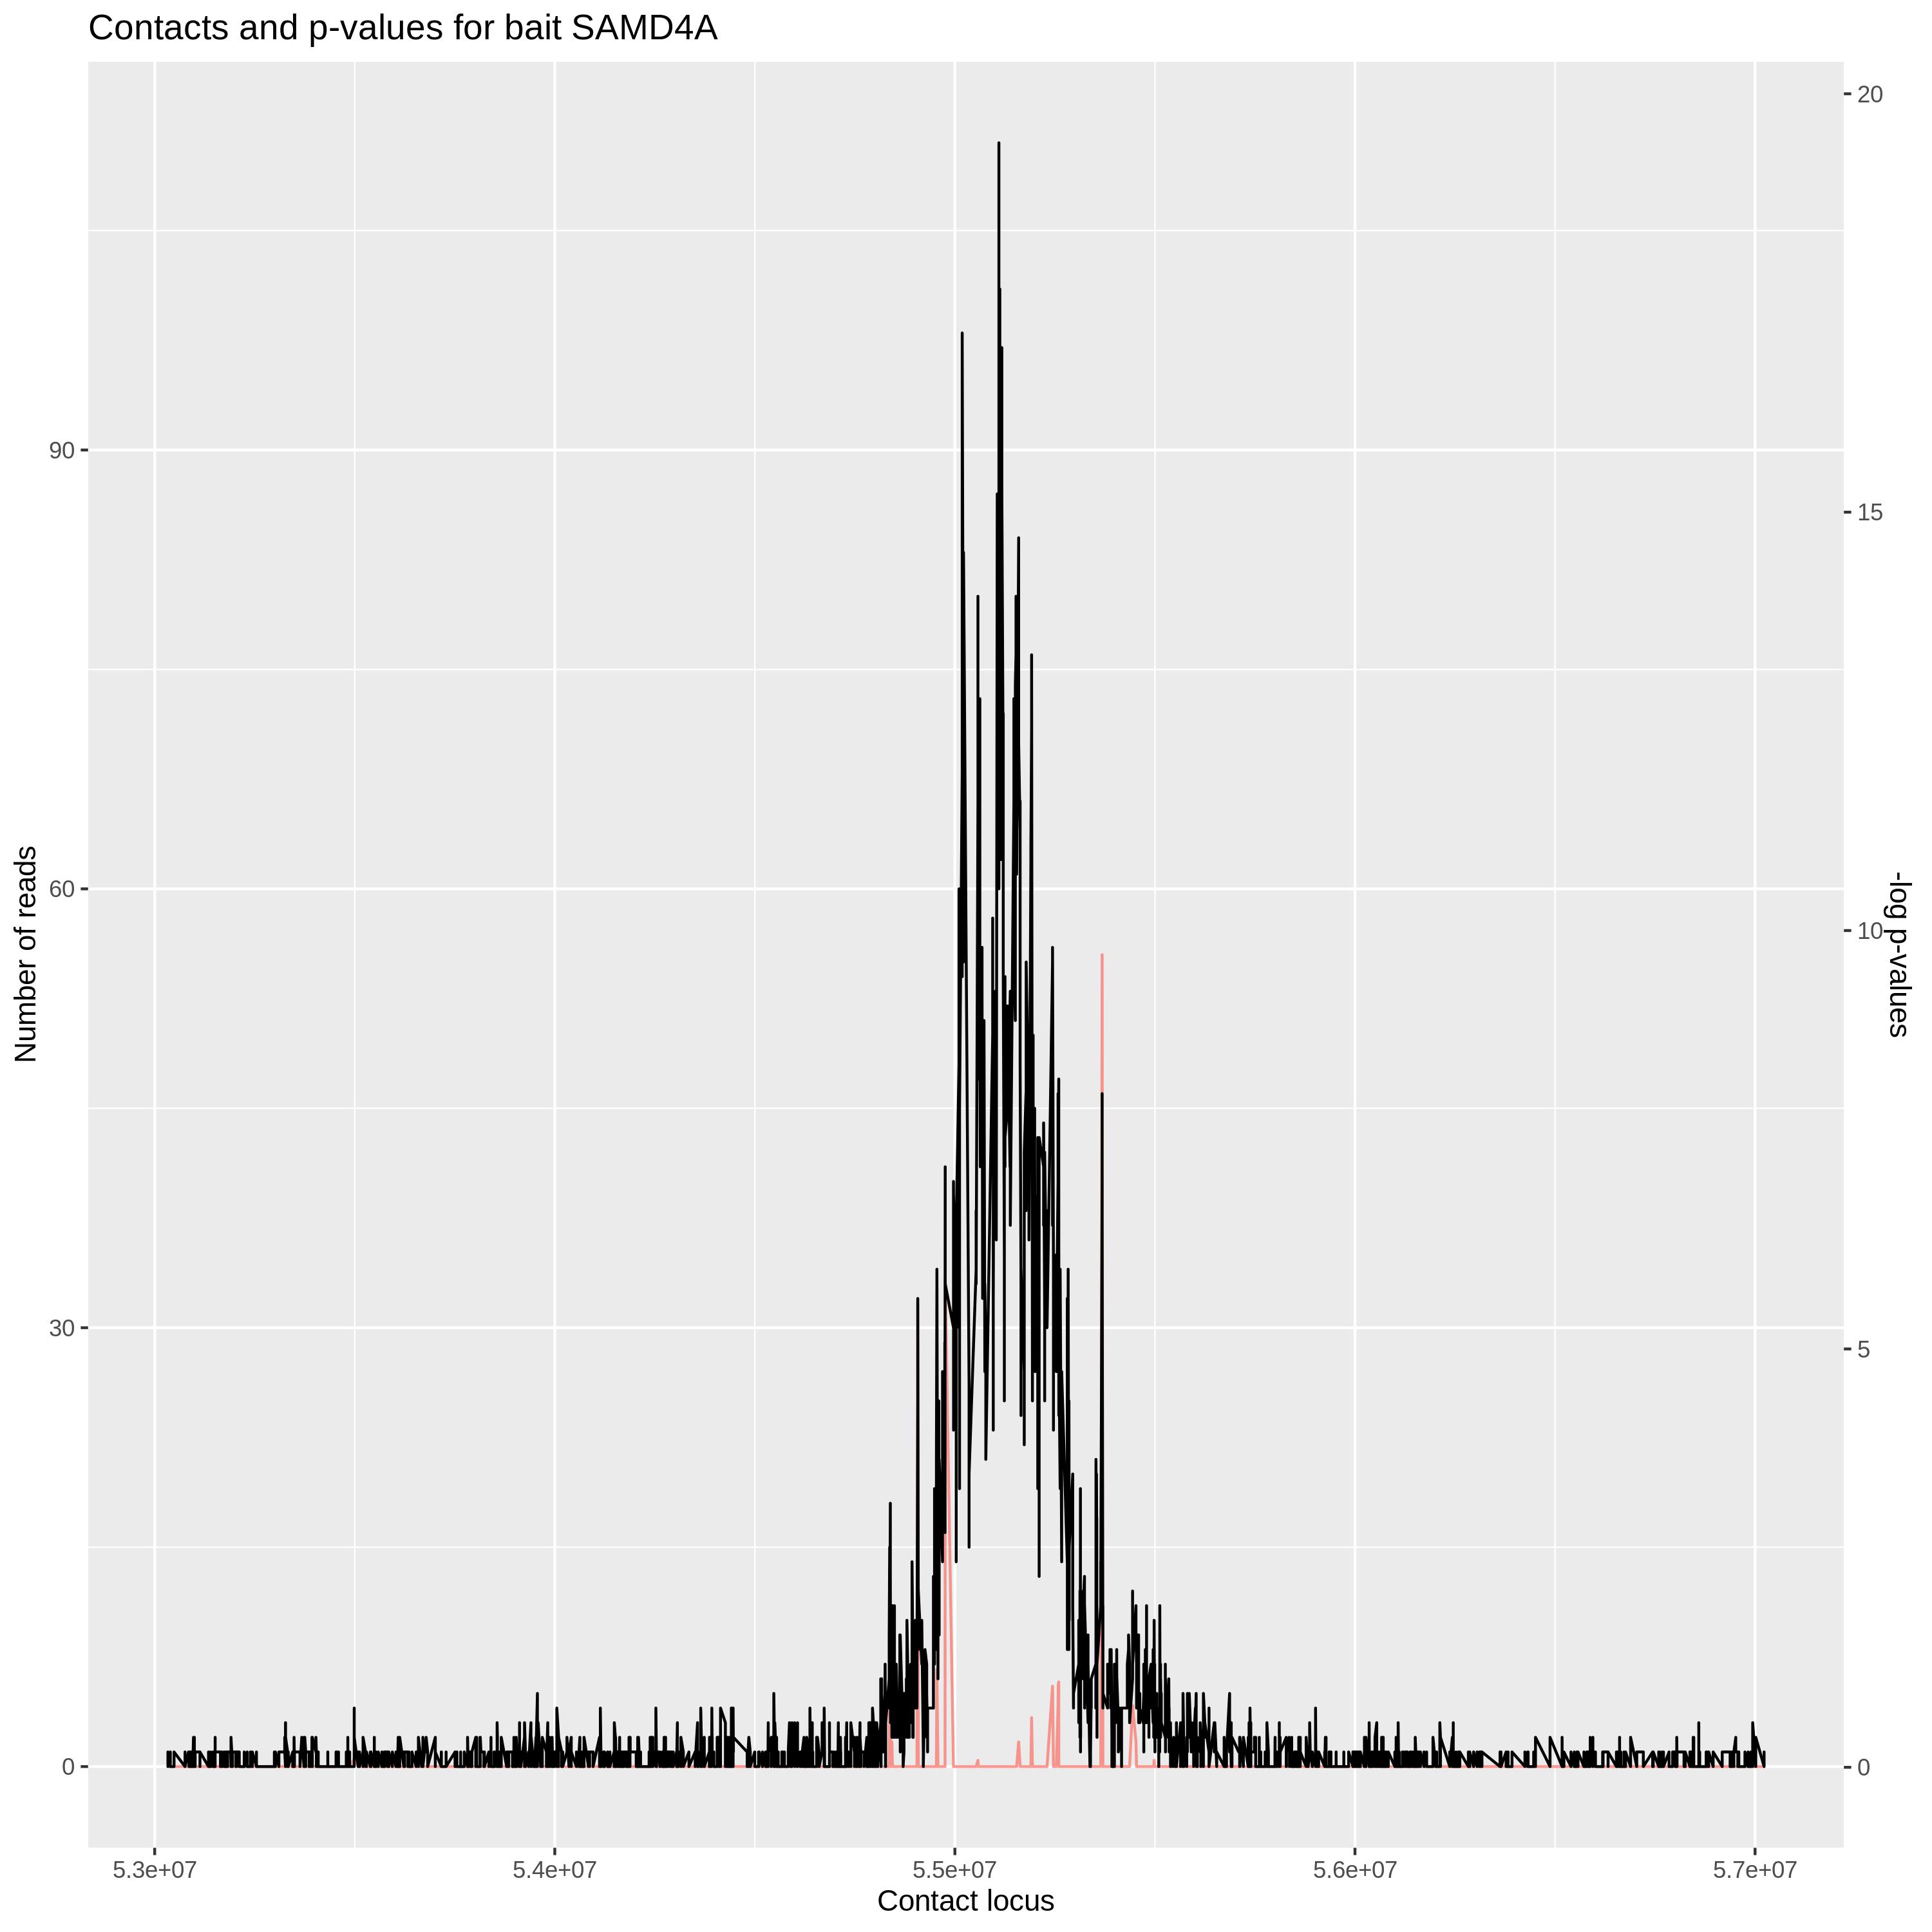 Contacts and p-values for bait SAMD4A
20
15
10
5
0
90
60
30
0
Number of reads
-log p-values
5.3e+07
5.4e+07
5.5e+07
5.6e+07
5.7e+07
Contact locus